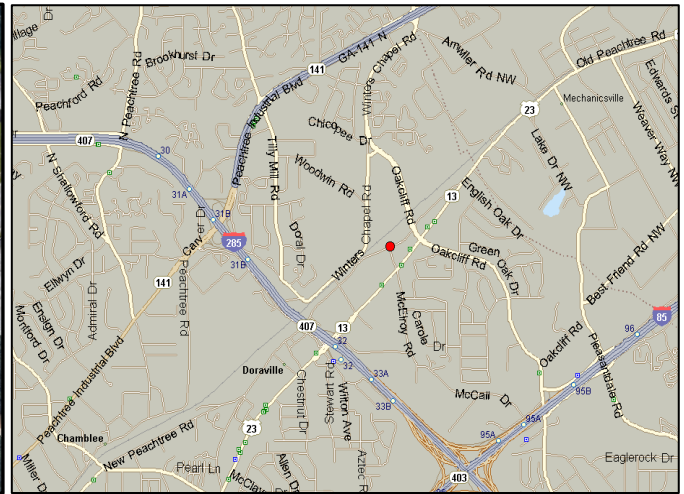 Village Dr
N Peachtree Rd
Brookhurst Dr
Peachford Rd
407
30
N Shallowford Rd
31A
31B
Carver Dr
285
31B
141
Ellwyn Dr
Ensign Dr
Montford Dr
Admiral Dr
Peachtree Rd
Peachtree Industrial Blvd
Chamblee
Miller Dr
New Peachtree Rd
Pearl Ln
Peachtree Industrial Blvd
141
GA-141 N
Tilly Mill Rd
Chicopee Dr
Woodwin Rd
Doral Dr
Winters Chapel Rd
Winters Chapel Rd
Amwiler Rd NW
Old Peachtree Rd
23
Mechanicsville
Edwards St
Weaver Way NW
Lake Dr NW
Oakcliff Rd
13
English Oak Dr
Green Oak Dr
Oakcliff Rd
Best Friend Rd NW
85
96
Oakcliff Rd
Pleasantdale Rd
95B
95A
95A
Eaglerock Dr
407
13
32
32
Doraville
33A
33B
McElroy Rd
Carole Dr
McCall Dr
Stewart Rd
Wilton Ave
Chestnut Dr
23
Allen Dr
Aztec R
McClave
403